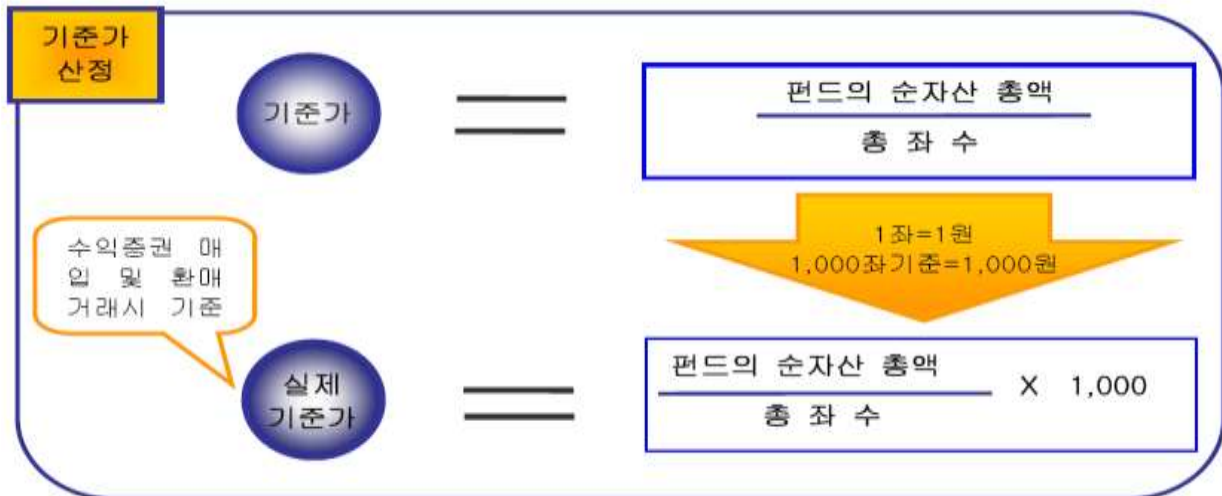 기준가
산정
기준가
펀드의 순자산 총액
총 좌 수
1좌=1원
1,000좌기준=1,000원
수익증권 매
입 및 환매
거래시 기준
실제
기준가
펀드의 순자산 총액
총 좌 수
X 1,000